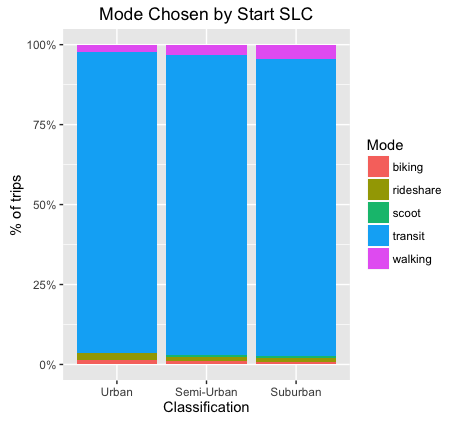 Mode Chosen by Start SLC
% of trips
100%
75%
50%
25%
0%
Urban
Semi-Urban
Suburban
Classification
Mode
biking
rideshare
scoot
transit
walking